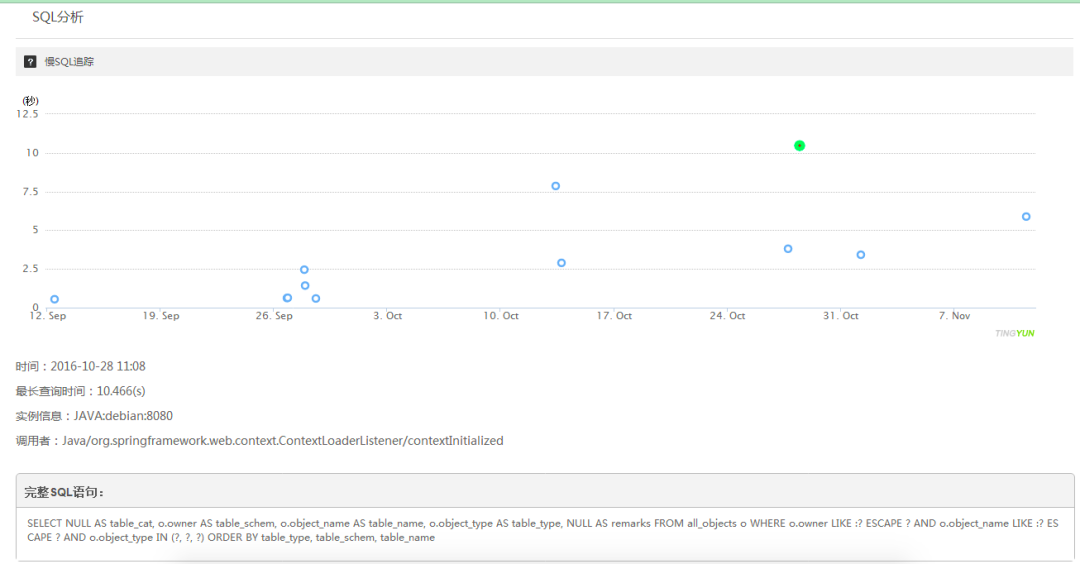 SQL分析
? 慢SQL追踪
(秒)
12.5
10
7.5
5
2.5
0
12. Sep 19. Sep 26. Sep 3. Oct 10. Oct 17. Oct 24. Oct 31. Oct 7. Nov
TINGYUN
时间：2016-10-28 11:08
最长查询时间：10.466(s)
实例信息：JAVA:debian:8080
调用者：Java/org.springframework.web.context.ContextLoaderListener/contextInitialized
完整SQL语句：
SELECT NULL AS table_cat, o.owner AS table_schem, o.object_name AS table_name, o.object_type AS table_type, NULL AS remarks FROM all_objects o WHERE o.owner LIKE :? ESCAPE ? AND o.object_name LIKE :? ES
CAPE ? AND o.object_type IN (?, ?, ?) ORDER BY table_type, table_schem, table_name